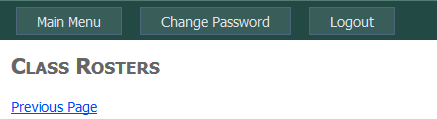 Main Menu Change Password Logout
Class Rosters
Previous Page